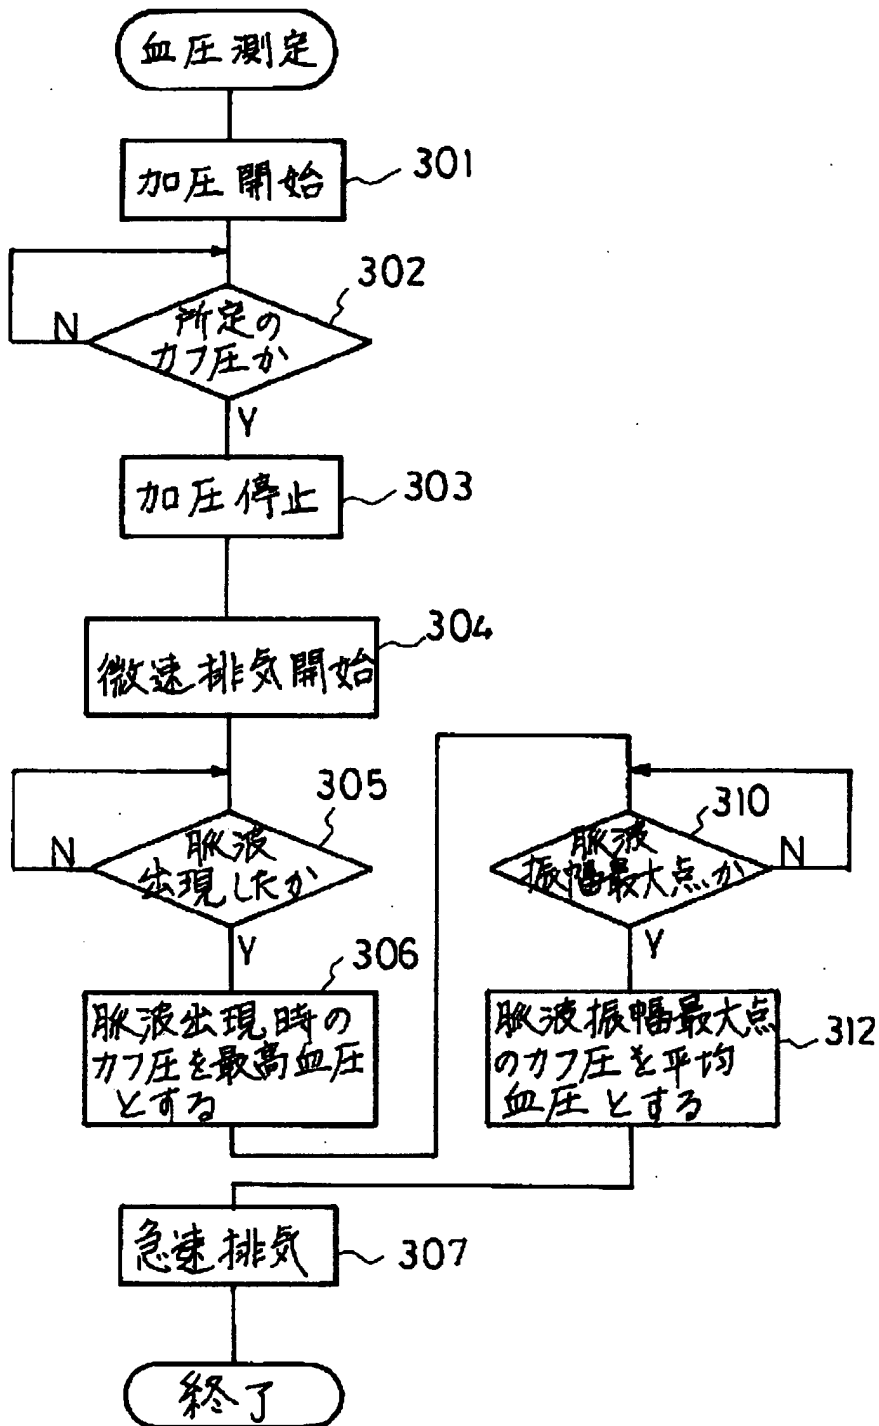 血圧測定
加圧開始
301
302
所定の
カフ圧か
N
Y
加圧停止
303
微速排気開始
304
305
脈波
出現したか
N
Y
306
脈波出現時の
カフ圧を最高血圧
とする
310
脈波
振幅最大点か
N
Y
脈波振幅最大点
のカフ圧を平均
血圧とする
312
急速排気
307
終了